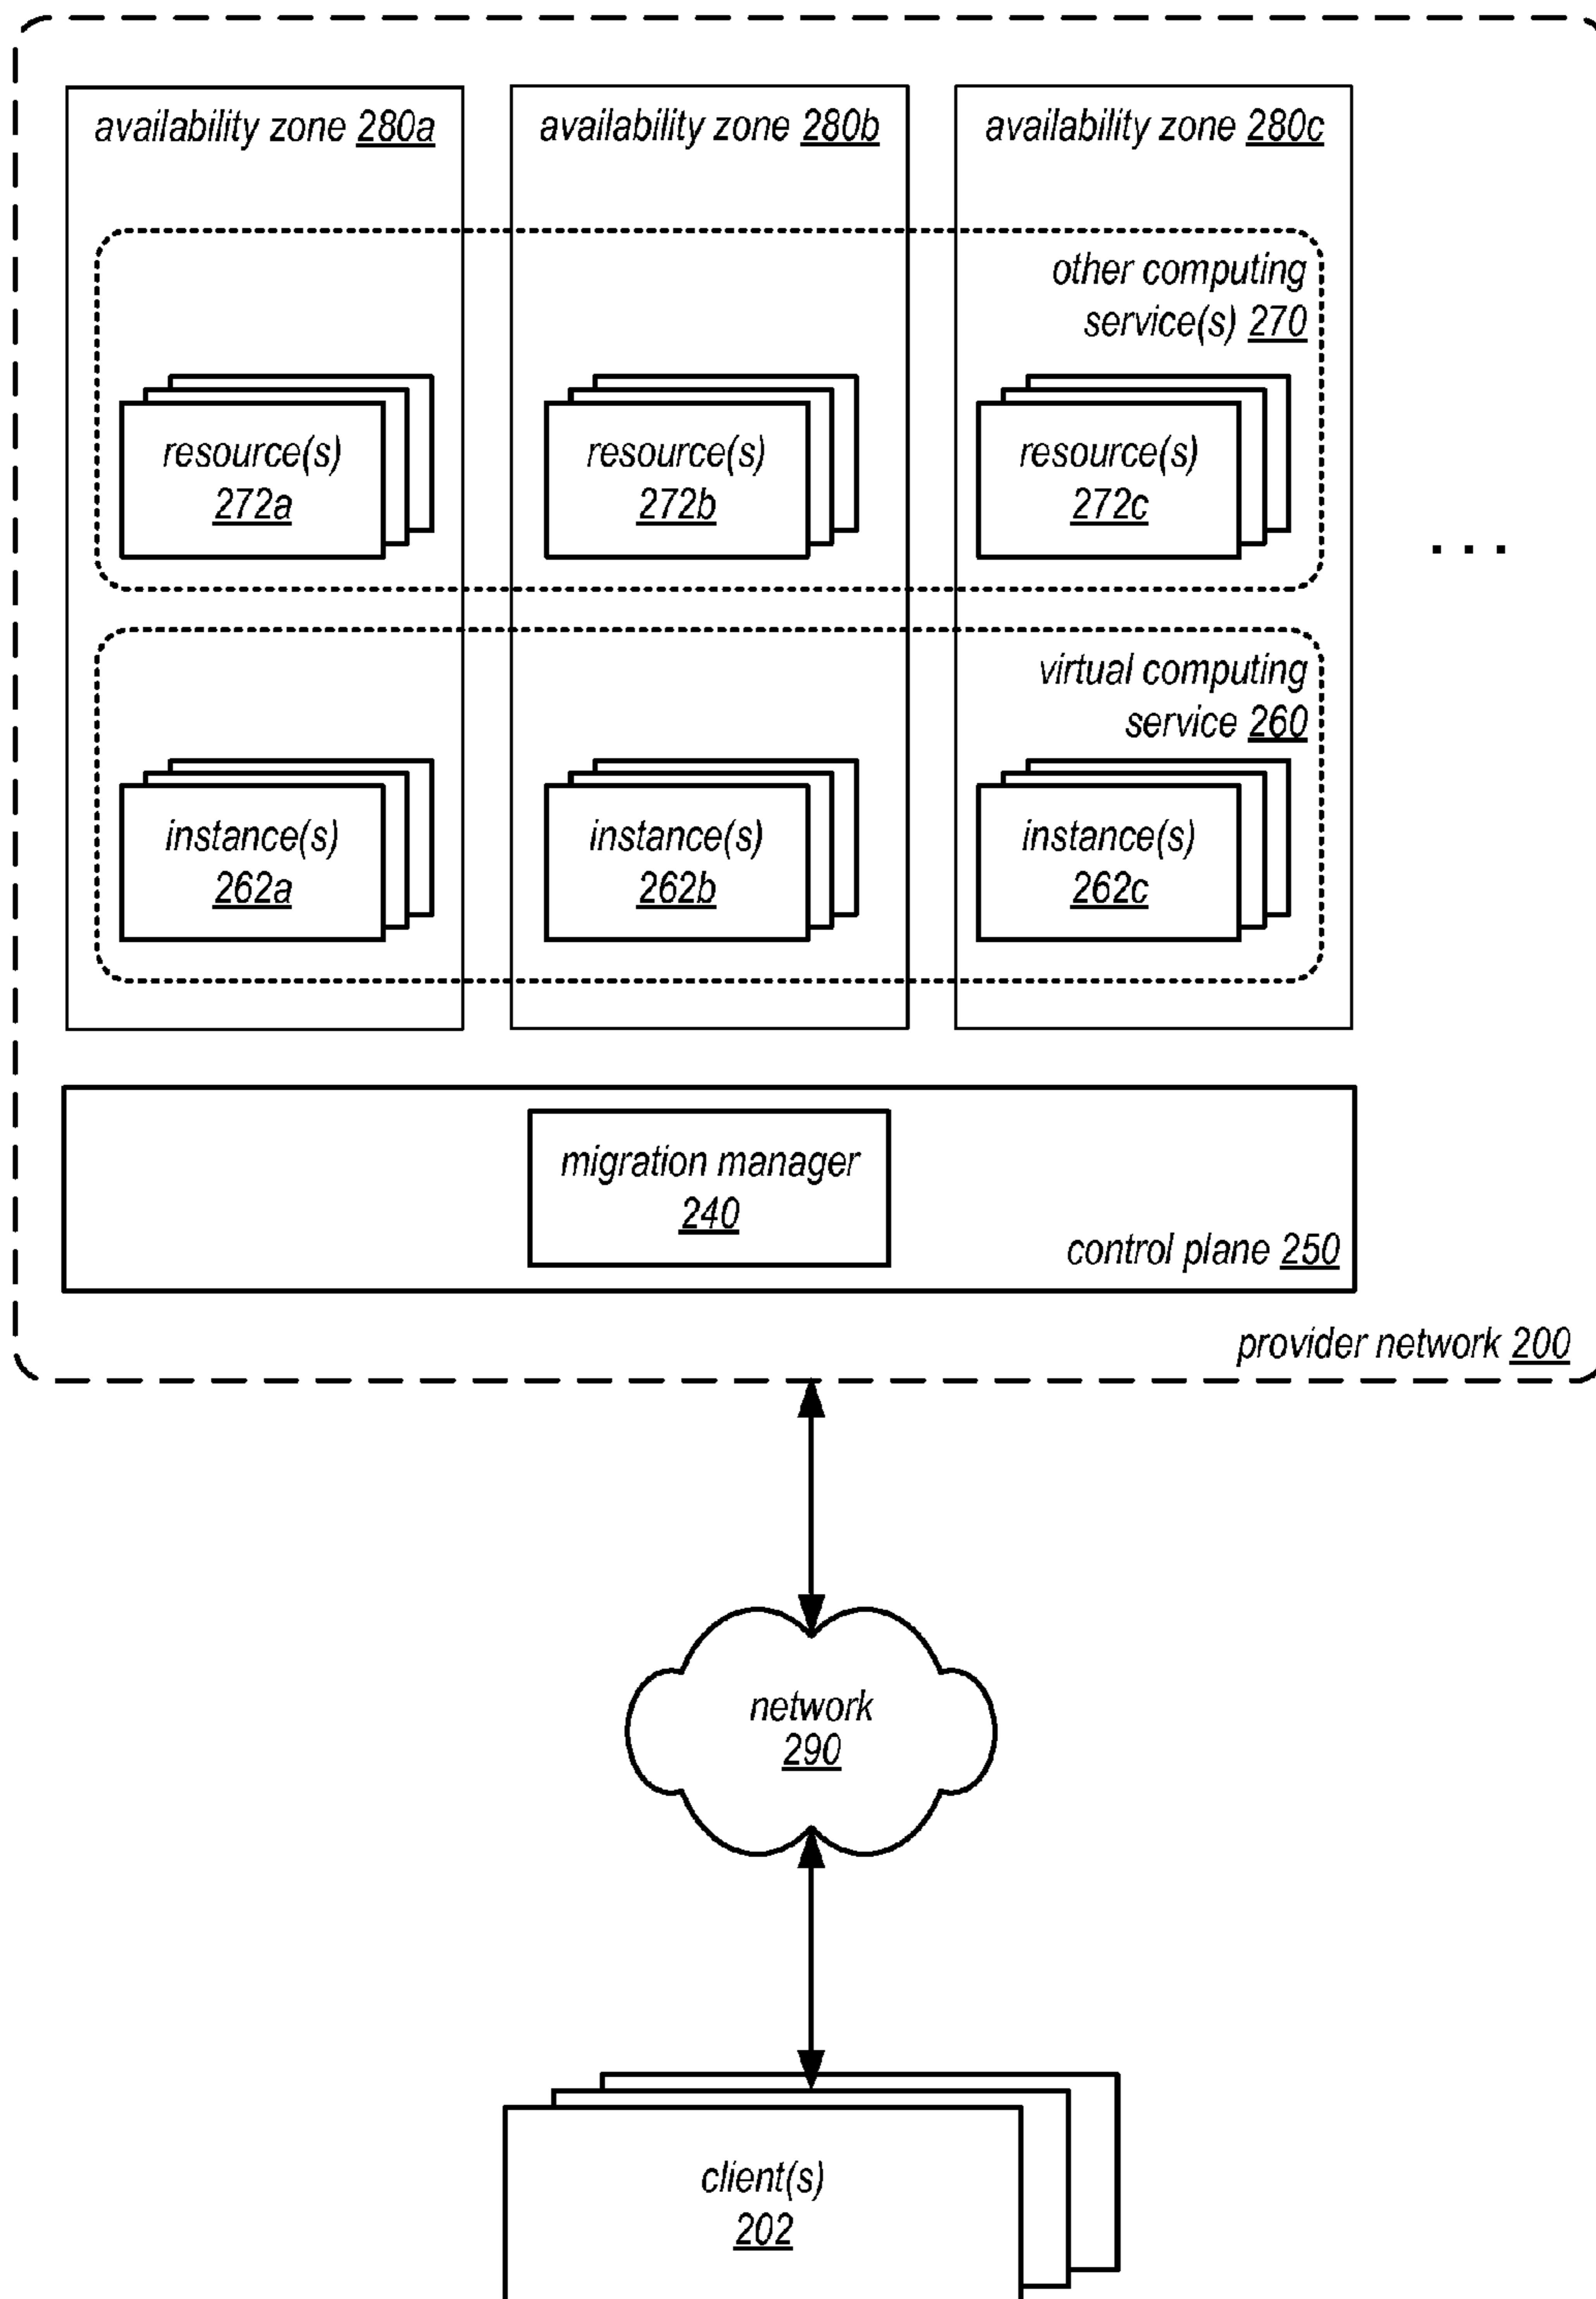 availability zone 280a
availability zone 280b
availability zone 280c
other computing
service(s) 270
resource(s)
272a
resource(s)
272b
resource(s)
272c
. . .
virtual computing
service 260
instance(s)
262a
instance(s)
262b
instance(s)
262c
migration manager
240
control plane 250
provider network 200
network
290
client(s)
202